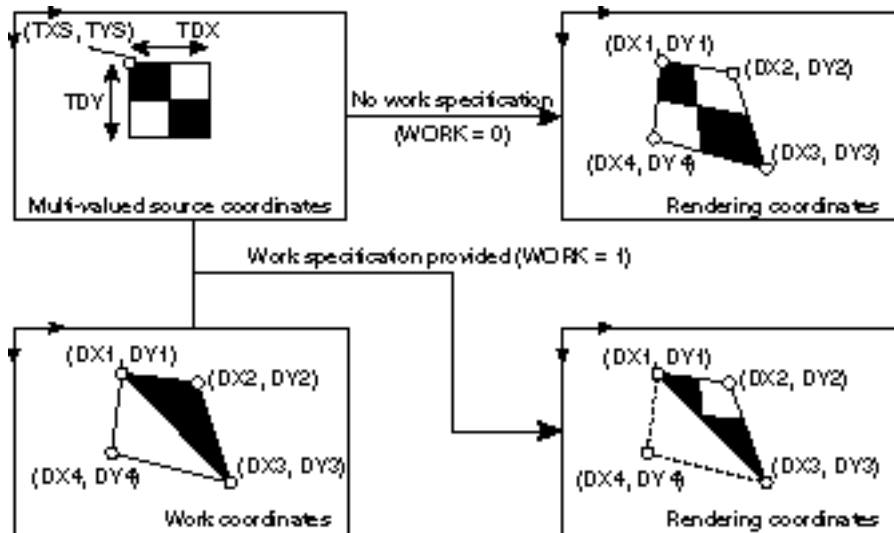 (TXS, TYS)
TDX
TDY
Multi-valued source coordinates
No work specification
(WORK = 0)
(DX1, DY1)
(DX2, DY2)
(DX3, DY3)
(DX4, DY4)
Rendering coordinates
Work specification provided (WORK = 1)
(DX1, DY1)
(DX2, DY2)
(DX3, DY3)
(DX4, DY4)
Work coordinates
(DX1, DY1)
(DX2, DY2)
(DX3, DY3)
(DX4, DY4)
Rendering coordinates